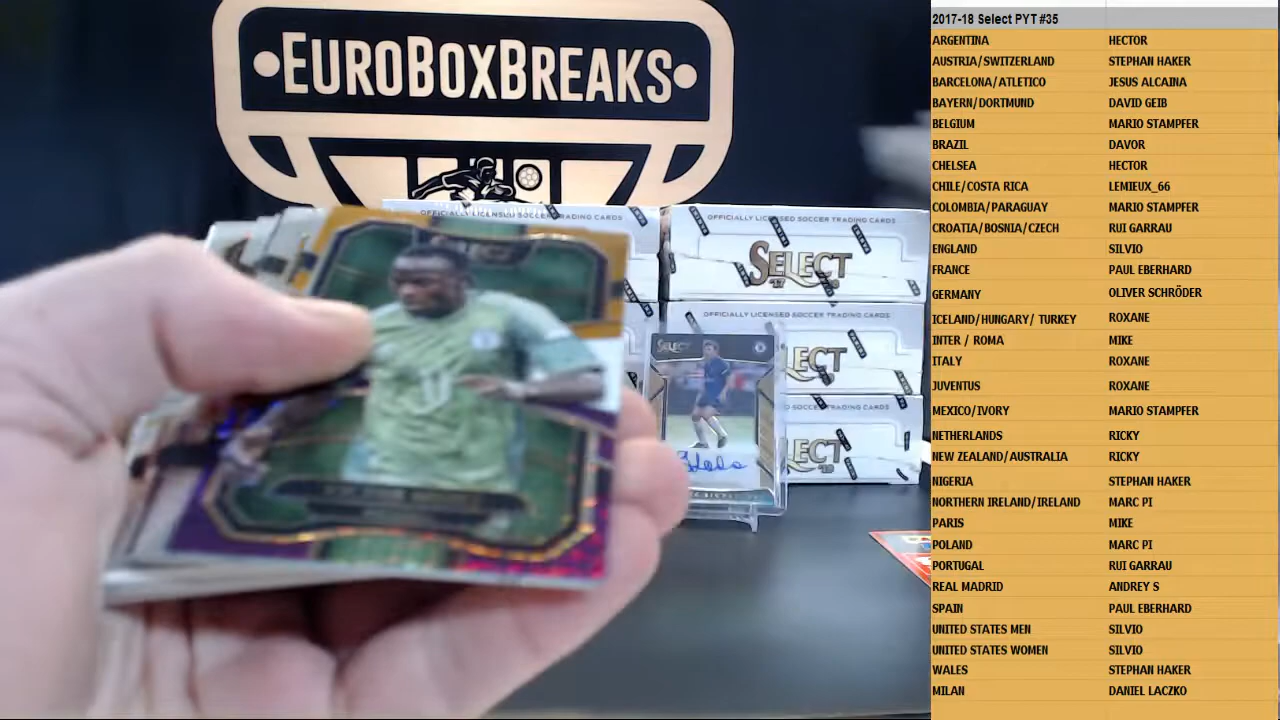 EUROBOXBREAKS
OFFICIALLY LICENSED SOCCER TRADING CARDS
OFFICIALLY LICENSED SOCCER TRADING CARDS
SELECT
OFFICIALLY LICENSED SOCCER TRADING CARDS
SELECT
2017-18 Select PYT #35
ARGENTINA HECTOR
AUSTRIA/SWITZERLAND STEPHAN HAKER
BARCELONA/ATLETICO JESUS ALCAINA
BAYERN/DORTMUND DAVID GEIB
BELGIUM MARIO STAMPFER
BRAZIL DAVOR
CHELSEA HECTOR
CHILE/COSTA RICA LEMIEUX_66
COLOMBIA/PARAGUAY MARIO STAMPFER
CROATIA/BOSNIA/CZECH RUI GARRAU
ENGLAND SILVIO
FRANCE PAUL EBERHARD
GERMANY OLIVER SCHRÖDER
ICELAND/HUNGARY/ TURKEY ROXANE
INTER / ROMA MIKE
ITALY ROXANE
JUVENTUS ROXANE
MEXICO/IVORY MARIO STAMPFER
NETHERLANDS RICKY
NEW ZEALAND/AUSTRALIA RICKY
NIGERIA STEPHAN HAKER
NORTHERN IRELAND/IRELAND MARC PI
PARIS MIKE
POLAND MARC PI
PORTUGAL RUI GARRAU
REAL MADRID ANDREY S
SPAIN PAUL EBERHARD
UNITED STATES MEN SILVIO
UNITED STATES WOMEN SILVIO
WALES STEPHAN HAKER
MILAN DANIEL LACZKO